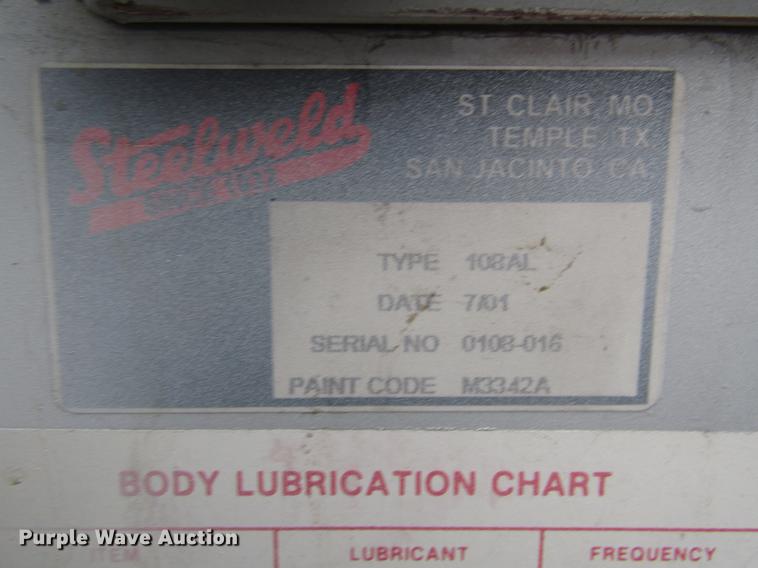 Steelweld
ST CLAIR, MO.
TEMPLE, TX.
SAN JACINTO CA.
TYPE 108AL
DATE 7/01
SERIAL NO 0108-016
PAINT CODE M3342A
BODY LUBRICATION CHART
ITEM LUBRICANT FREQUENCY
Purple Wave Auction